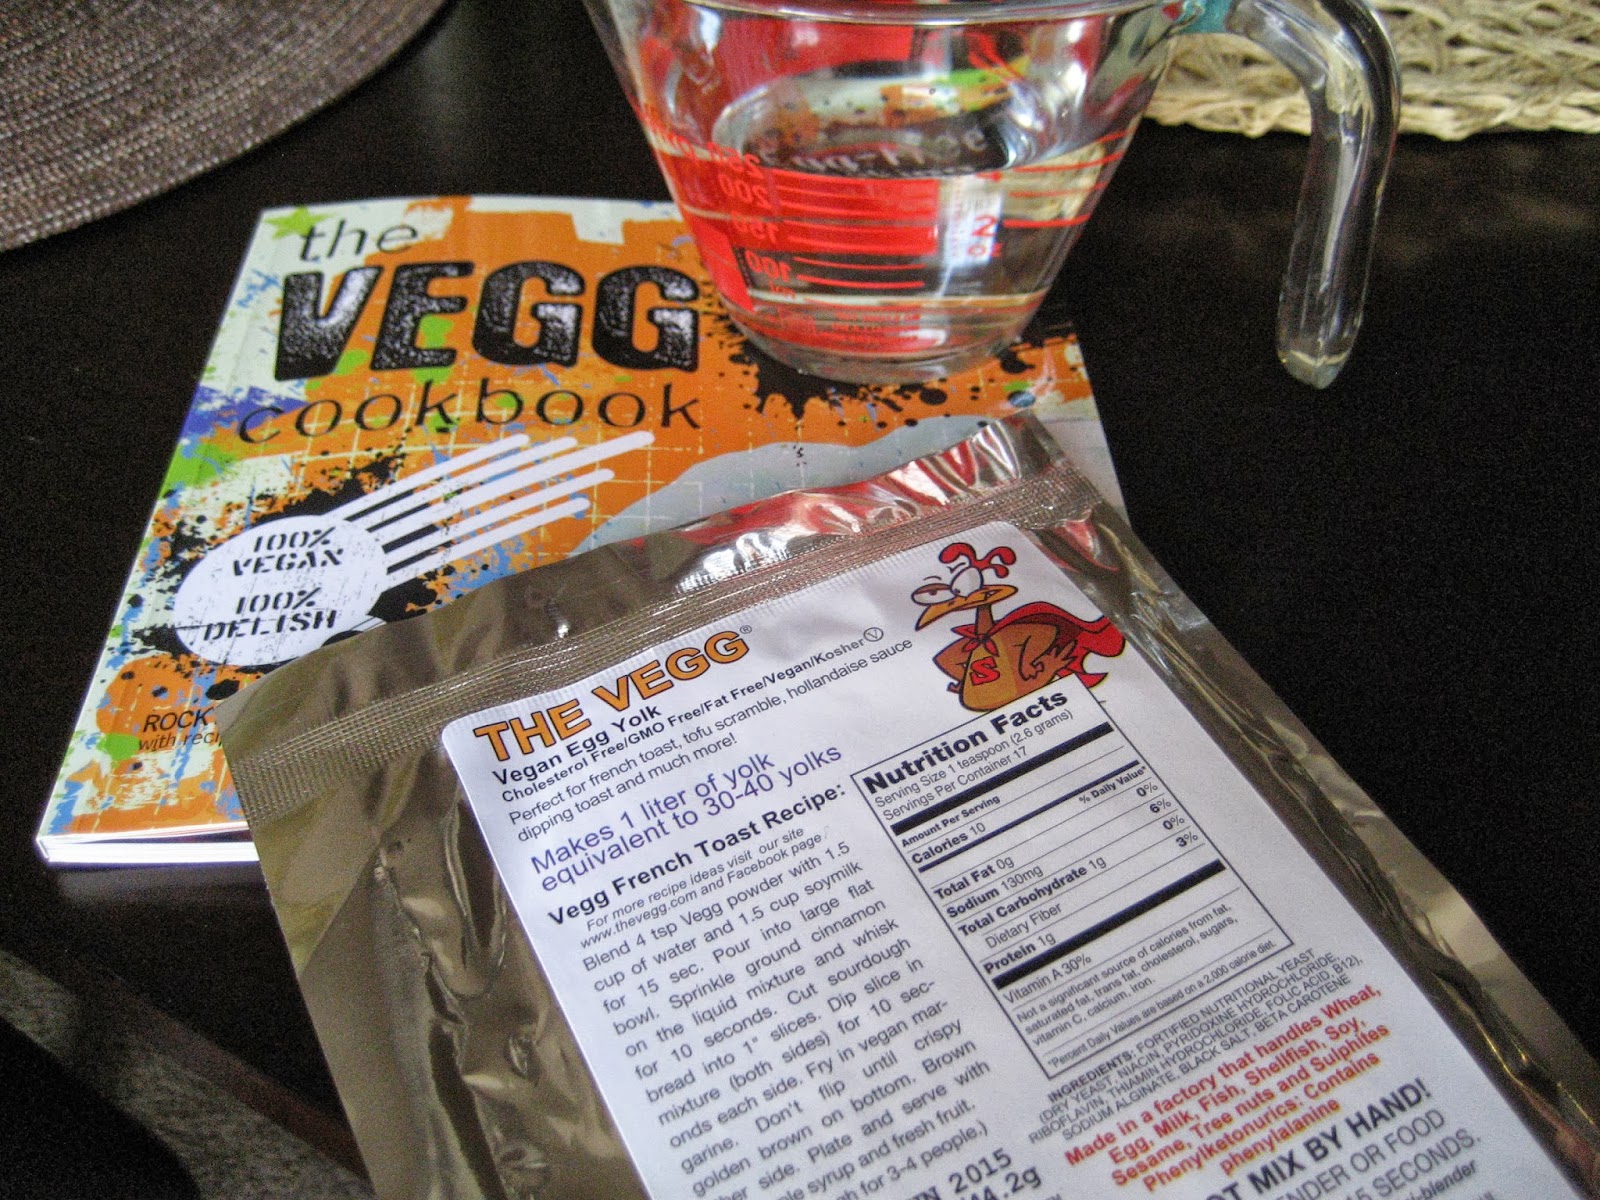 the
VEGG
cookbook
100%
VEGAN
100%
DELISH
ROCK
with
250
200
150
100
2
THE VEGG®
Vegan Egg Yolk
Cholesterol Free/GMO Free/Fat Free/Vegan/Kosher
Perfect for french toast, tofu scramble, hollandaise sauce
dipping toast and much more!
Makes 1 liter of yolk
equivalent to 30-40 yolks
Vegg French Toast Recipe:
For more recipe ideas visit our site
www.thevegg.com and Facebook page
Blend 4 tsp Vegg powder with 1.5
cup of water and 1.5 cup soymilk
for 15 sec. Pour into large flat
bowl. Sprinkle ground cinnamon
on the liquid mixture and whisk
for 10 seconds. Cut sourdough
bread into 1" slices. Dip slice in
mixture (both sides) for 10 sec-
onds each side. Fry in vegan mar-
garine. Don't flip until crispy
golden brown on bottom. Brown
side. Plate and serve with
syrup and fresh fruit.
for 3-4 people.)
2015
S
Nutrition Facts
Serving Size 1 teaspoon (2.6 grams)
Servings Per Container 17
Amount Per Serving
Calories 10
% Daily Value*
Total Fat 0g 0%
Sodium 130mg 6%
Total Carbohydrate 1g 0%
Dietary Fiber 3%
Protein 1g
Vitamin A 30%
Not a significant source of calories from fat,
saturated fat, trans fat, cholesterol, sugars,
vitamin C, calcium, iron.
*Percent Daily Values are based on a 2,000 calorie diet.
INGREDIENTS: FORTIFIED NUTRITIONAL YEAST
(DRY YEAST, NIACIN, PYRIDOXINE HYDROCHLORIDE,
RIBOFLAVIN, THIAMIN HYDROCHLORIDE, FOLIC ACID, B12),
SODIUM ALGINATE, BLACK SALT, BETA CAROTENE
Made in a factory that handles Wheat,
Egg, Milk, Fish, Shellfish, Soy,
Sesame, Tree nuts and Sulphites
Phenylketonurics: Contains
phenylalanine
MIX BY HAND!
OR FOOD
SECONDS.
blender